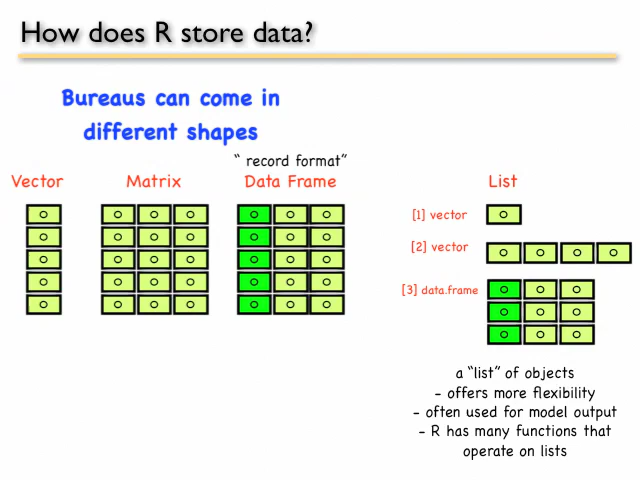 How does R store data?
Bureaus can come in
different shapes
“ record format”
Vector
Matrix
Data Frame
List
[1] vector
[2] vector
[3] data.frame
a “list” of objects
- offers more flexibility
- often used for model output
- R has many functions that
operate on lists